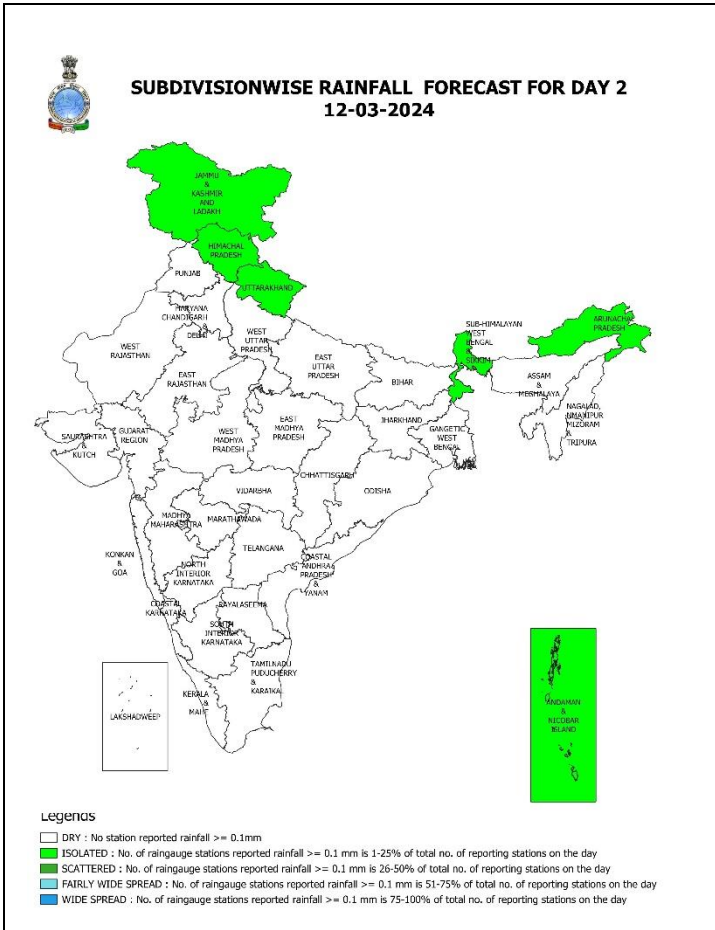 SUBDIVISIONWISE RAINFALL FORECAST FOR DAY 2
12-03-2024
JAMMU
&
KASHMIR
AND
LADAKH
HIMACHAL
PRADESH
PUNJAB
UTTARAKHAND
HARYANA
CHANDIGARH &
DELHI
WEST
RAJASTHAN
WEST
UTTAR
PRADESH
EAST
UTTAR
PRADESH
EAST
RAJASTHAN
SUB-HIMALAYAN
WEST
BENGAL
&
SIKKIM
ARUNACHAL
PRADESH
BIHAR
ASSAM
&
MEGHALAYA
NAGALAD,
NMANIPUR
MIZORAM
&
TRIPURA
SAURASHTRA
&
KUTCH
GUJARAT
REGION
WEST
MADHYA
PRADESH
EAST
MADHYA
PRADESH
JHARKHAND
GANGETIC
WEST
BENGAL
CHHATTISGARH
ODISHA
VIDARBHA
MADHYA
MAHARASHTRA
MARATHAWADA
TELANGANA
KONKAN
&
GOA
NORTH
INTERIOR
KARNATAKA
COASTAL
ANDHRA
PRADESH
&
YANAM
COASTAL
KARNATAKA
RAYALASEEMA
SOUTH
INTERIOR
KARNATAKA
TAMILNADU
PUDUCHERRY
&
KARAIKAL
KERALA
&
MAHE
LAKSHADWEEP
ANDAMAN
&
NICOBAR
ISLAND
Legends
DRY : No station reported rainfall >= 0.1mm
ISOLATED : No. of raingauge stations reported rainfall >= 0.1 mm is 1-25% of total no. of reporting stations on the day
SCATTERED : No. of raingauge stations reported rainfall >= 0.1 mm is 26-50% of total no. of reporting stations on the day
FAIRLY WIDE SPREAD : No. of raingauge stations reported rainfall >= 0.1 mm is 51-75% of total no. of reporting stations on the day
WIDE SPREAD : No. of raingauge stations reported rainfall >= 0.1 mm is 75-100% of total no. of reporting stations on the day